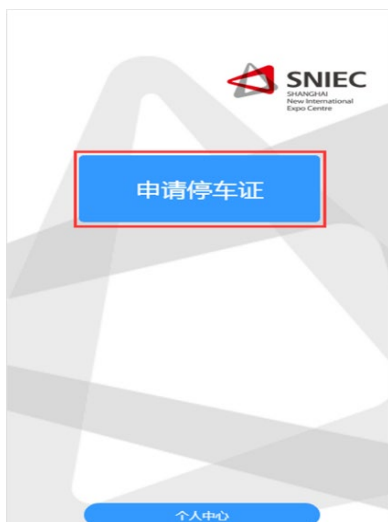 SNIEC
SHANGHAI
New International
Expo Centre
申请停车证
个人中心